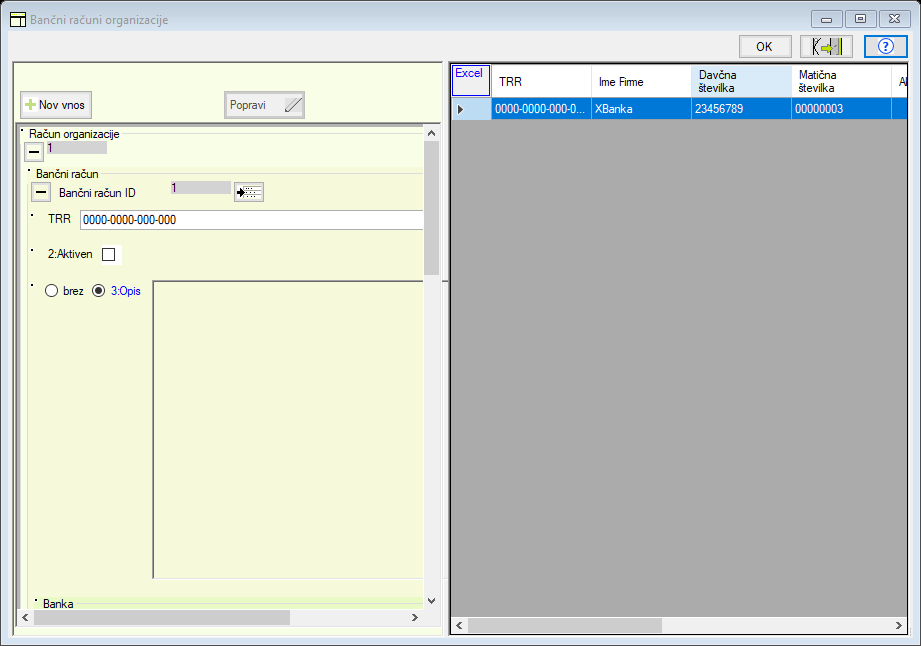 Bančni računi organizacije
OK
Nov vnos
Popravi
Račun organizacije
1
Bančni račun
Bančni račun ID
1
TRR
0000-0000-000-000
2:Aktiven
brez
3:Opis
Banka
Excel
TRR
Ime Firme
Davčna
številka
Matična
številka
0000-0000-000-0...
XBanka
23456789
00000003